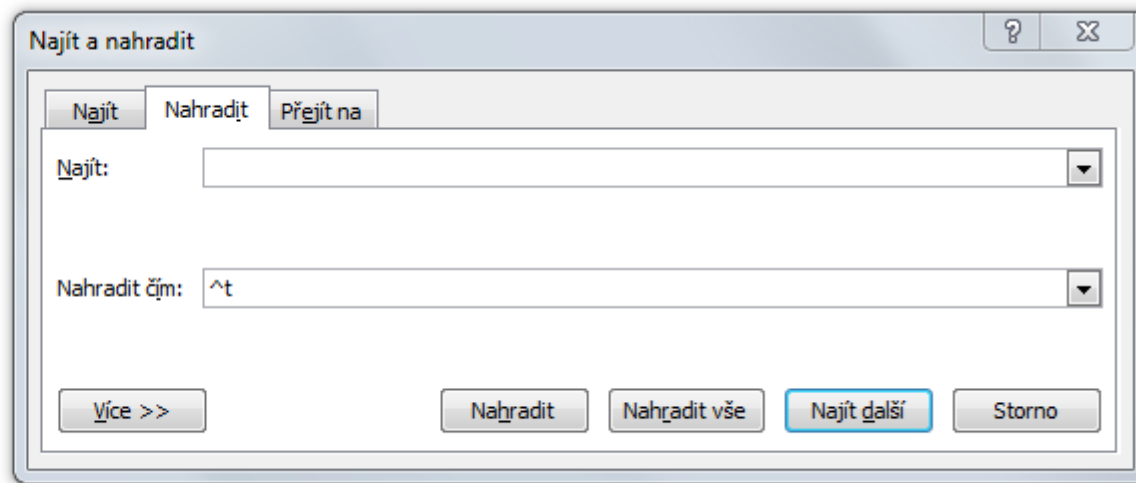 Najít a nahradit
Najít Nahradit Přejít na
Najít:
Nahradit čím: ^t
Více >> Nahradit Nahradit vše Najít další Storno